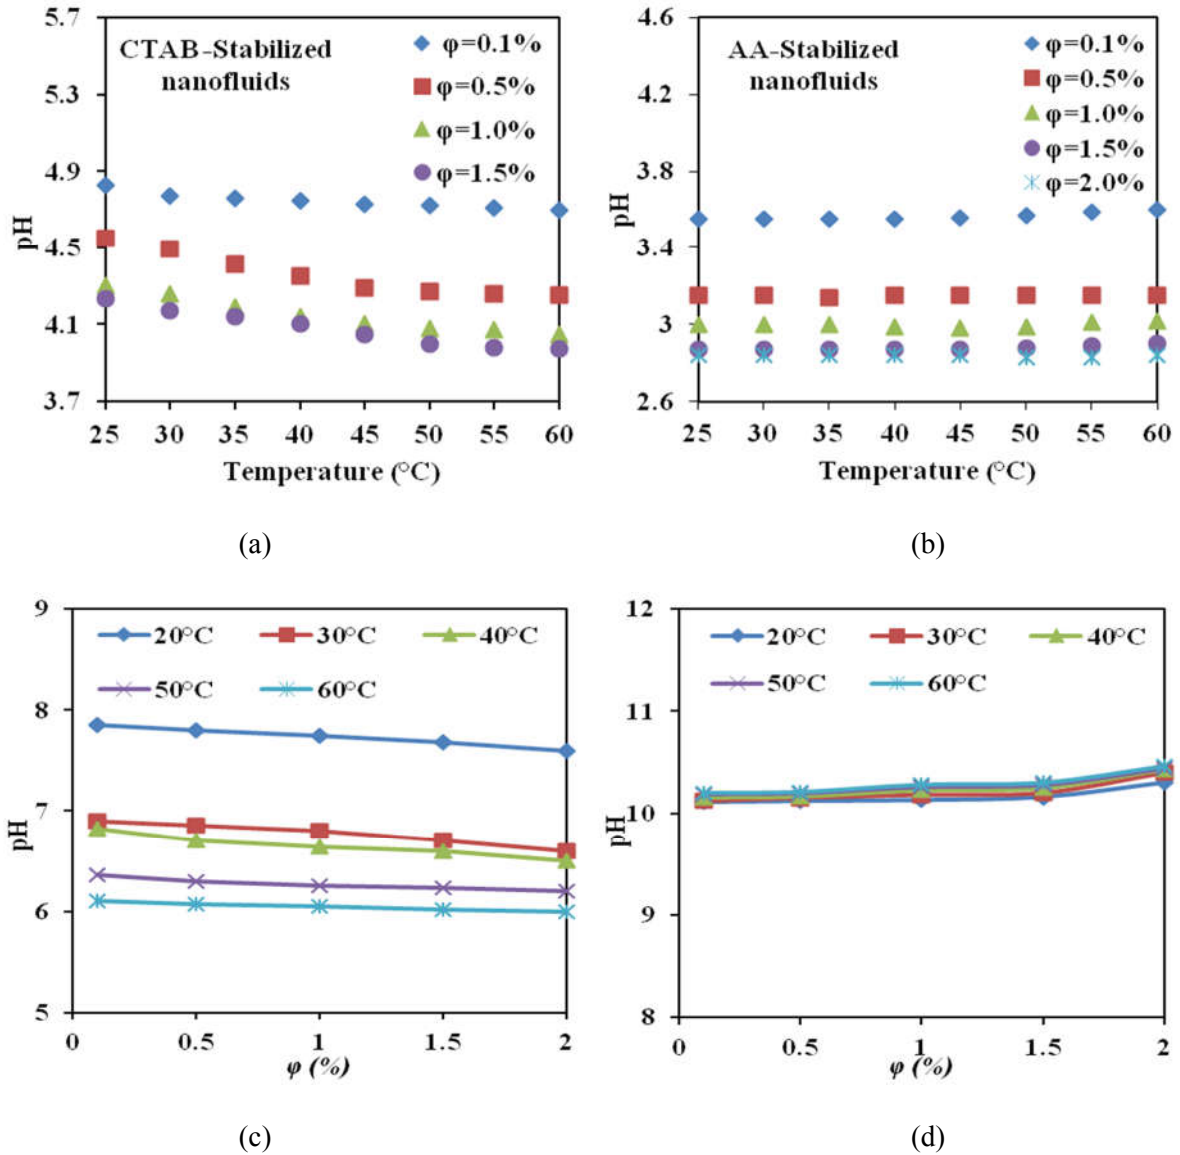 5.7
5.3
4.9
4.5
4.1
3.7
pH
CTAB-Stabilized
nanofluids
φ=0.1%
φ=0.5%
φ=1.0%
φ=1.5%
25 30 35 40 45 50 55 60
Temperature (°C)
(a)
4.6
4.2
3.8
3.4
3
2.6
pH
AA-Stabilized
nanofluids
φ=0.1%
φ=0.5%
φ=1.0%
φ=1.5%
φ=2.0%
25 30 35 40 45 50 55 60
Temperature (°C)
(b)
9
8
7
6
5
pH
20°C 30°C 40°C
50°C 60°C
0 0.5 1 1.5 2
φ (%)
(c)
12
11
10
9
8
pH
20°C 30°C 40°C
50°C 60°C
0 0.5 1 1.5 2
φ (%)
(d)